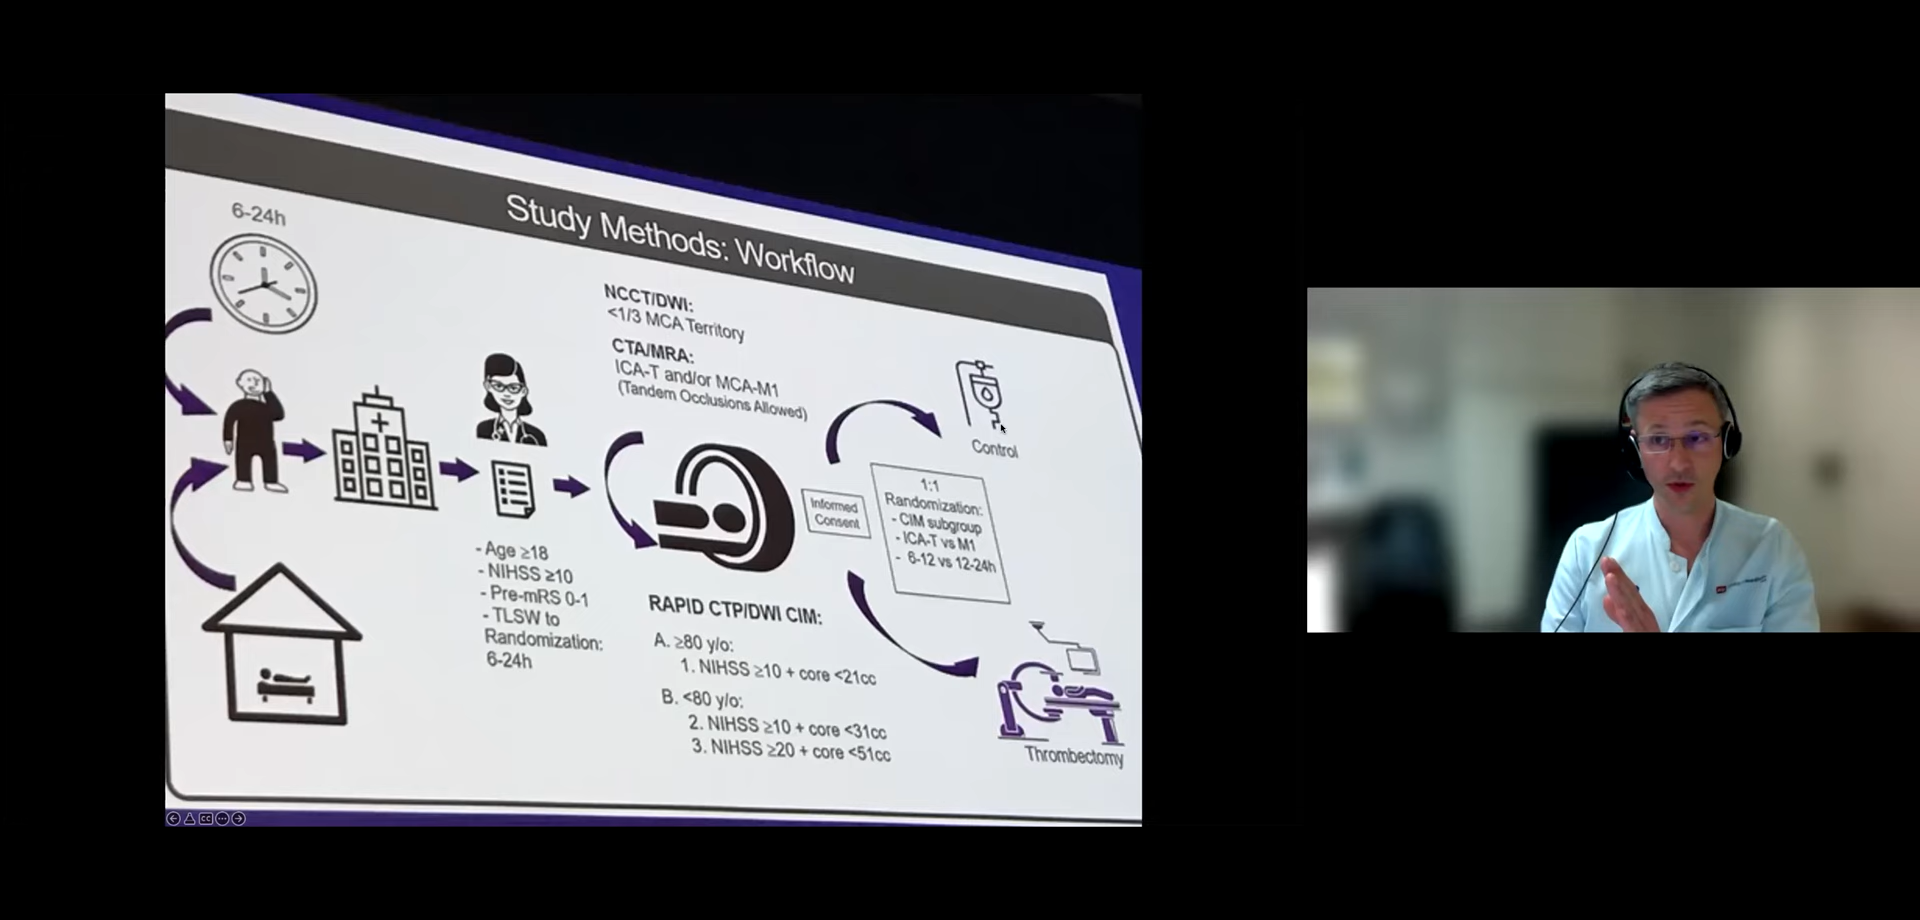 Study Methods: Workflow
6-24h
NCCT/DWI:
<1/3 MCA Territory
CTA/MRA:
ICA-T and/or MCA-M1
(Tandem Occlusions Allowed)
- Age ≥18
- NIHSS ≥10
- Pre-mRS 0-1
- TLSW to
Randomization:
6-24h
RAPID CTP/DWI CIM:
A. ≥80 y/o:
1. NIHSS ≥10 + core <21cc
B. <80 y/o:
2. NIHSS ≥10 + core <31cc
3. NIHSS ≥20 + core <51cc
Informed
Consent
1:1
Randomization:
- CIM subgroup
- ICA-T vs M1
- 6-12 vs 12-24h
Control
Thrombectomy
CC